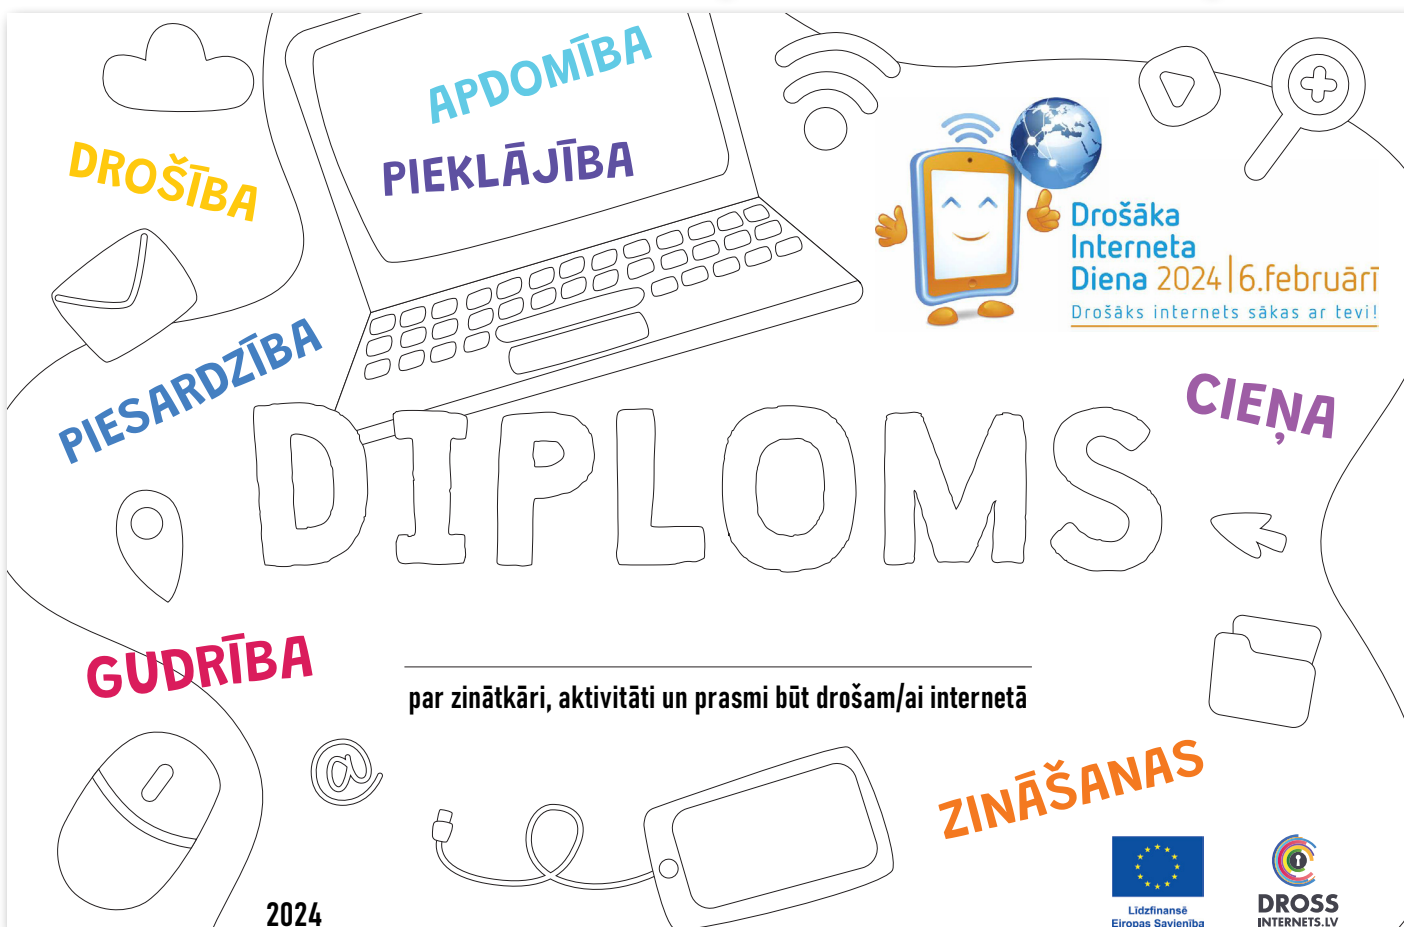 APDOMĪBA
DROŠĪBA
PIEKLĀJĪBA
Drošāka
Interneta
Diena 2024|6.februārī
Drošāks internets sākas ar tevi!
PIESARDZĪBA
CIEŅA
DIPLOMS
GUDRĪBA
par zinātkāri, aktivitāti un prasmi būt drošam/ai internetā
@
ZINĀŠANAS
2024
Līdzfinansē
Eiropas Savienība
DROSS
INTERNETS.LV